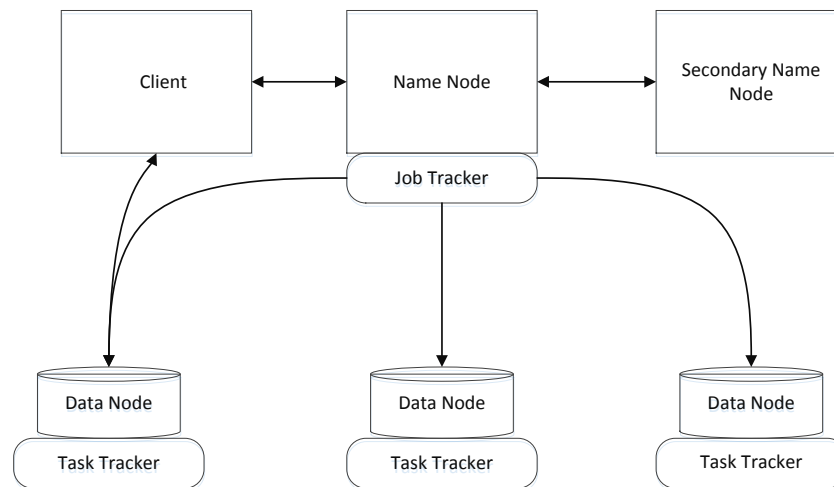 Client
Name Node
Secondary Name
Node
Job Tracker
Data Node
Data Node
Data Node
Task Tracker
Task Tracker
Task Tracker